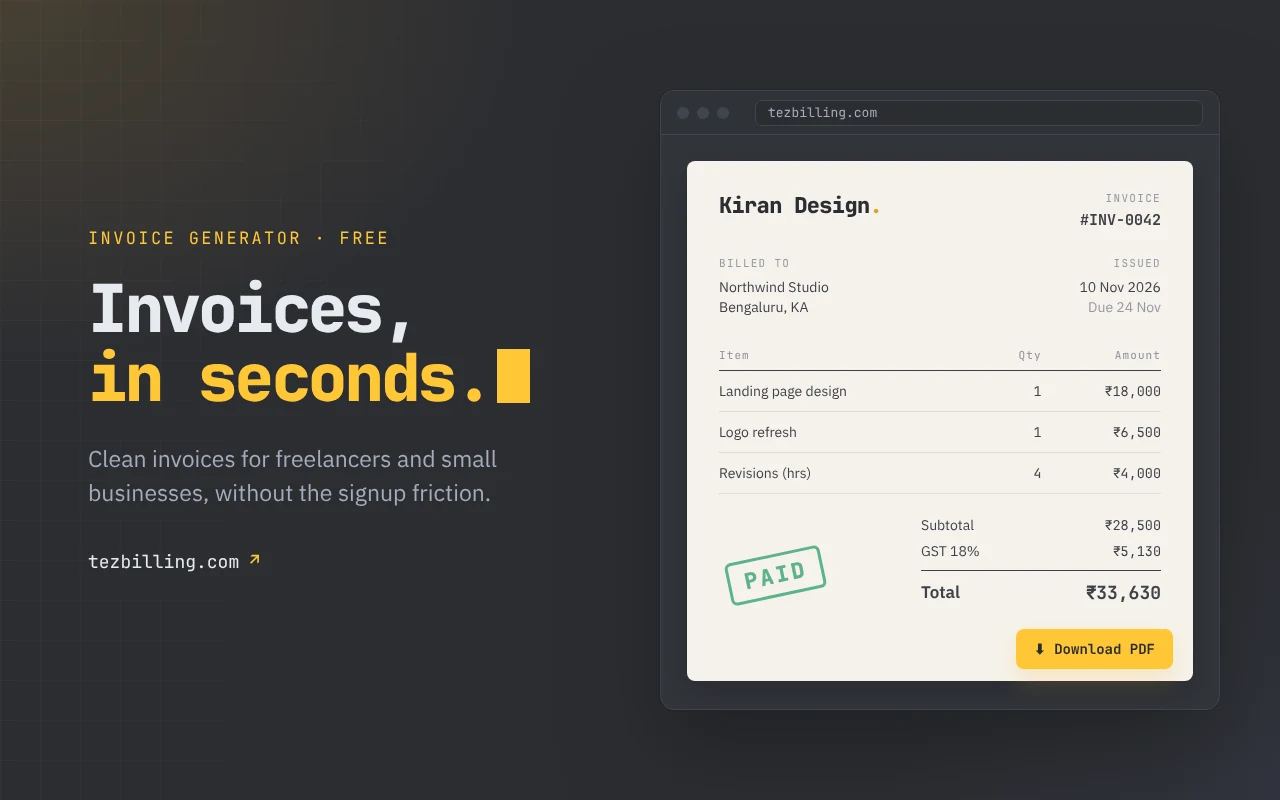 INVOICE GENERATOR · FREE
Invoices,
in seconds.
Clean invoices for freelancers and small
businesses, without the signup friction.
tezbilling.com ↗
tezbilling.com
Kiran Design.
INVOICE
#INV-0042
BILLED TO
Northwind Studio
Bengaluru, KA
ISSUED
10 Nov 2026
Due 24 Nov
Item Qty Amount
Landing page design 1 ₹18,000
Logo refresh 1 ₹6,500
Revisions (hrs) 4 ₹4,000
Subtotal ₹28,500
GST 18% ₹5,130
Total ₹33,630
PAID
⬇ Download PDF